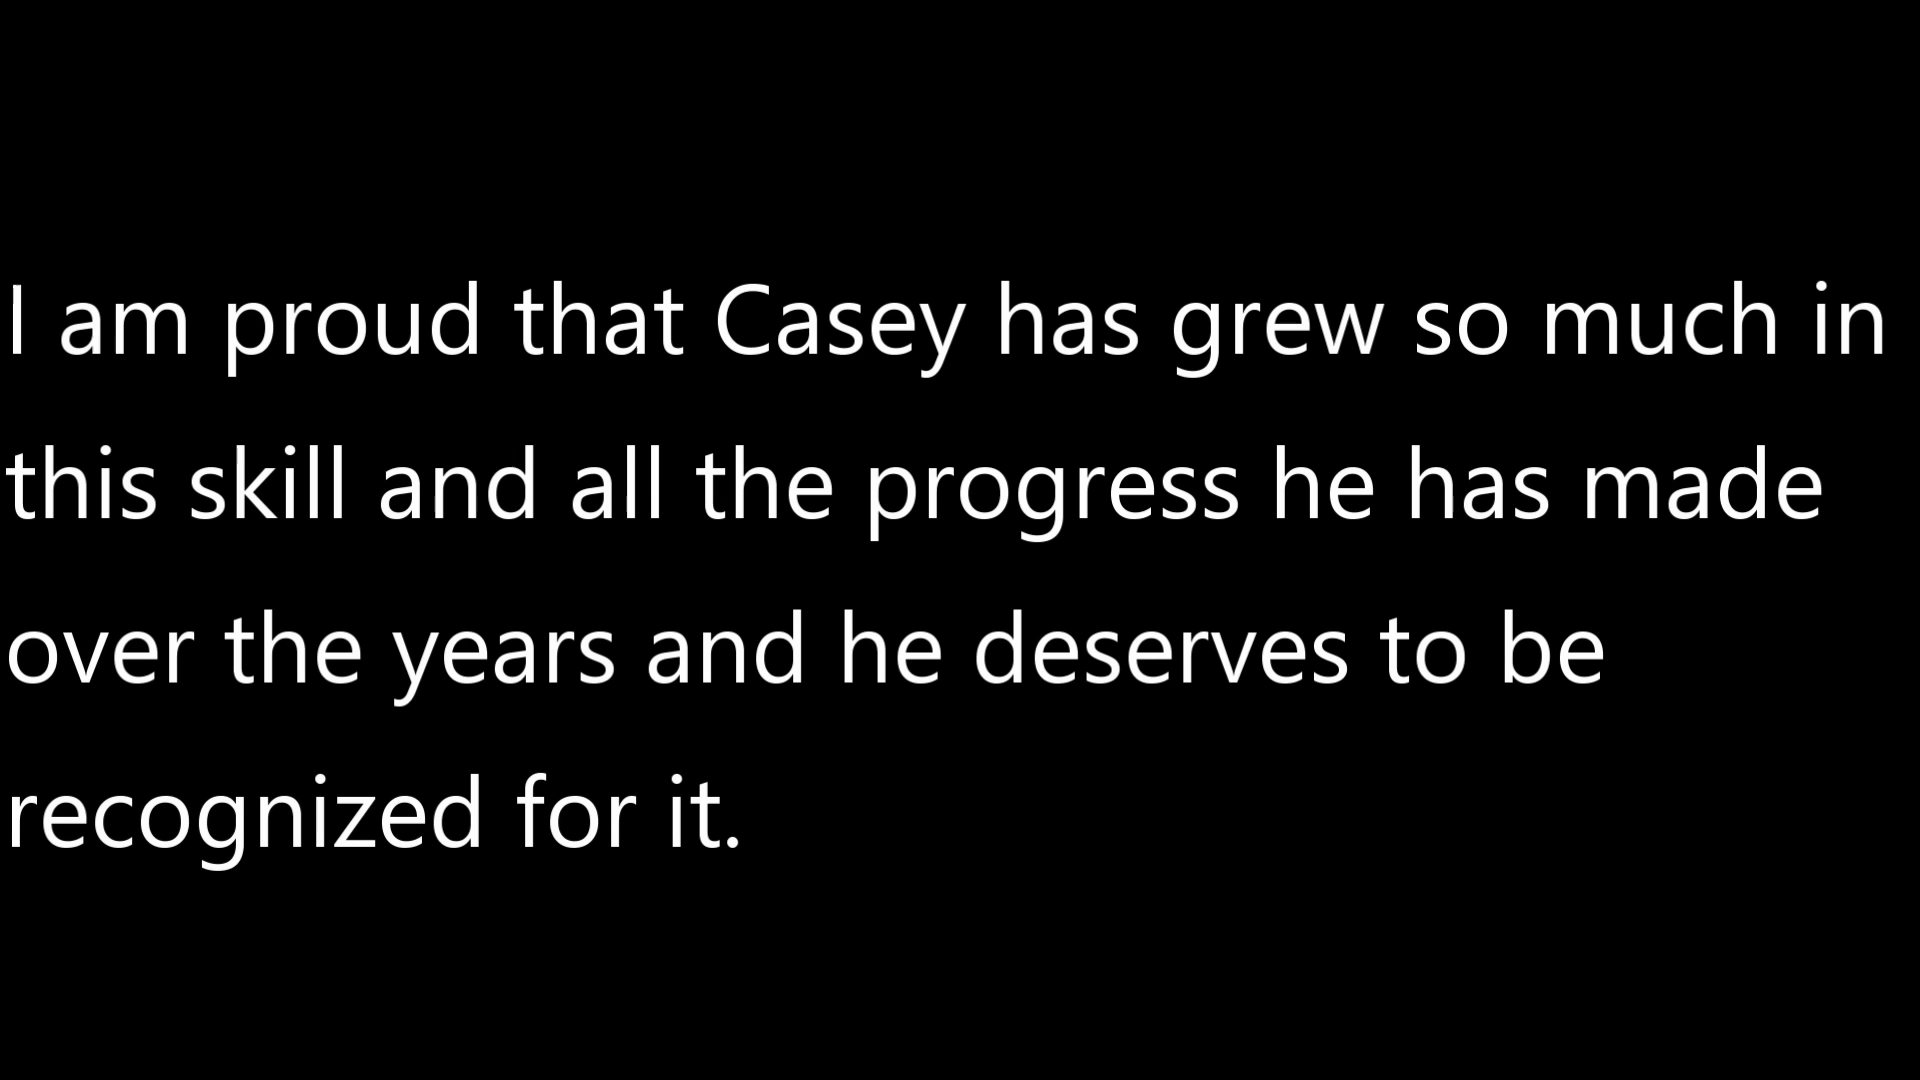 I am proud that Casey has grew so much in
this skill and all the progress he has made
over the years and he deserves to be
recognized for it.